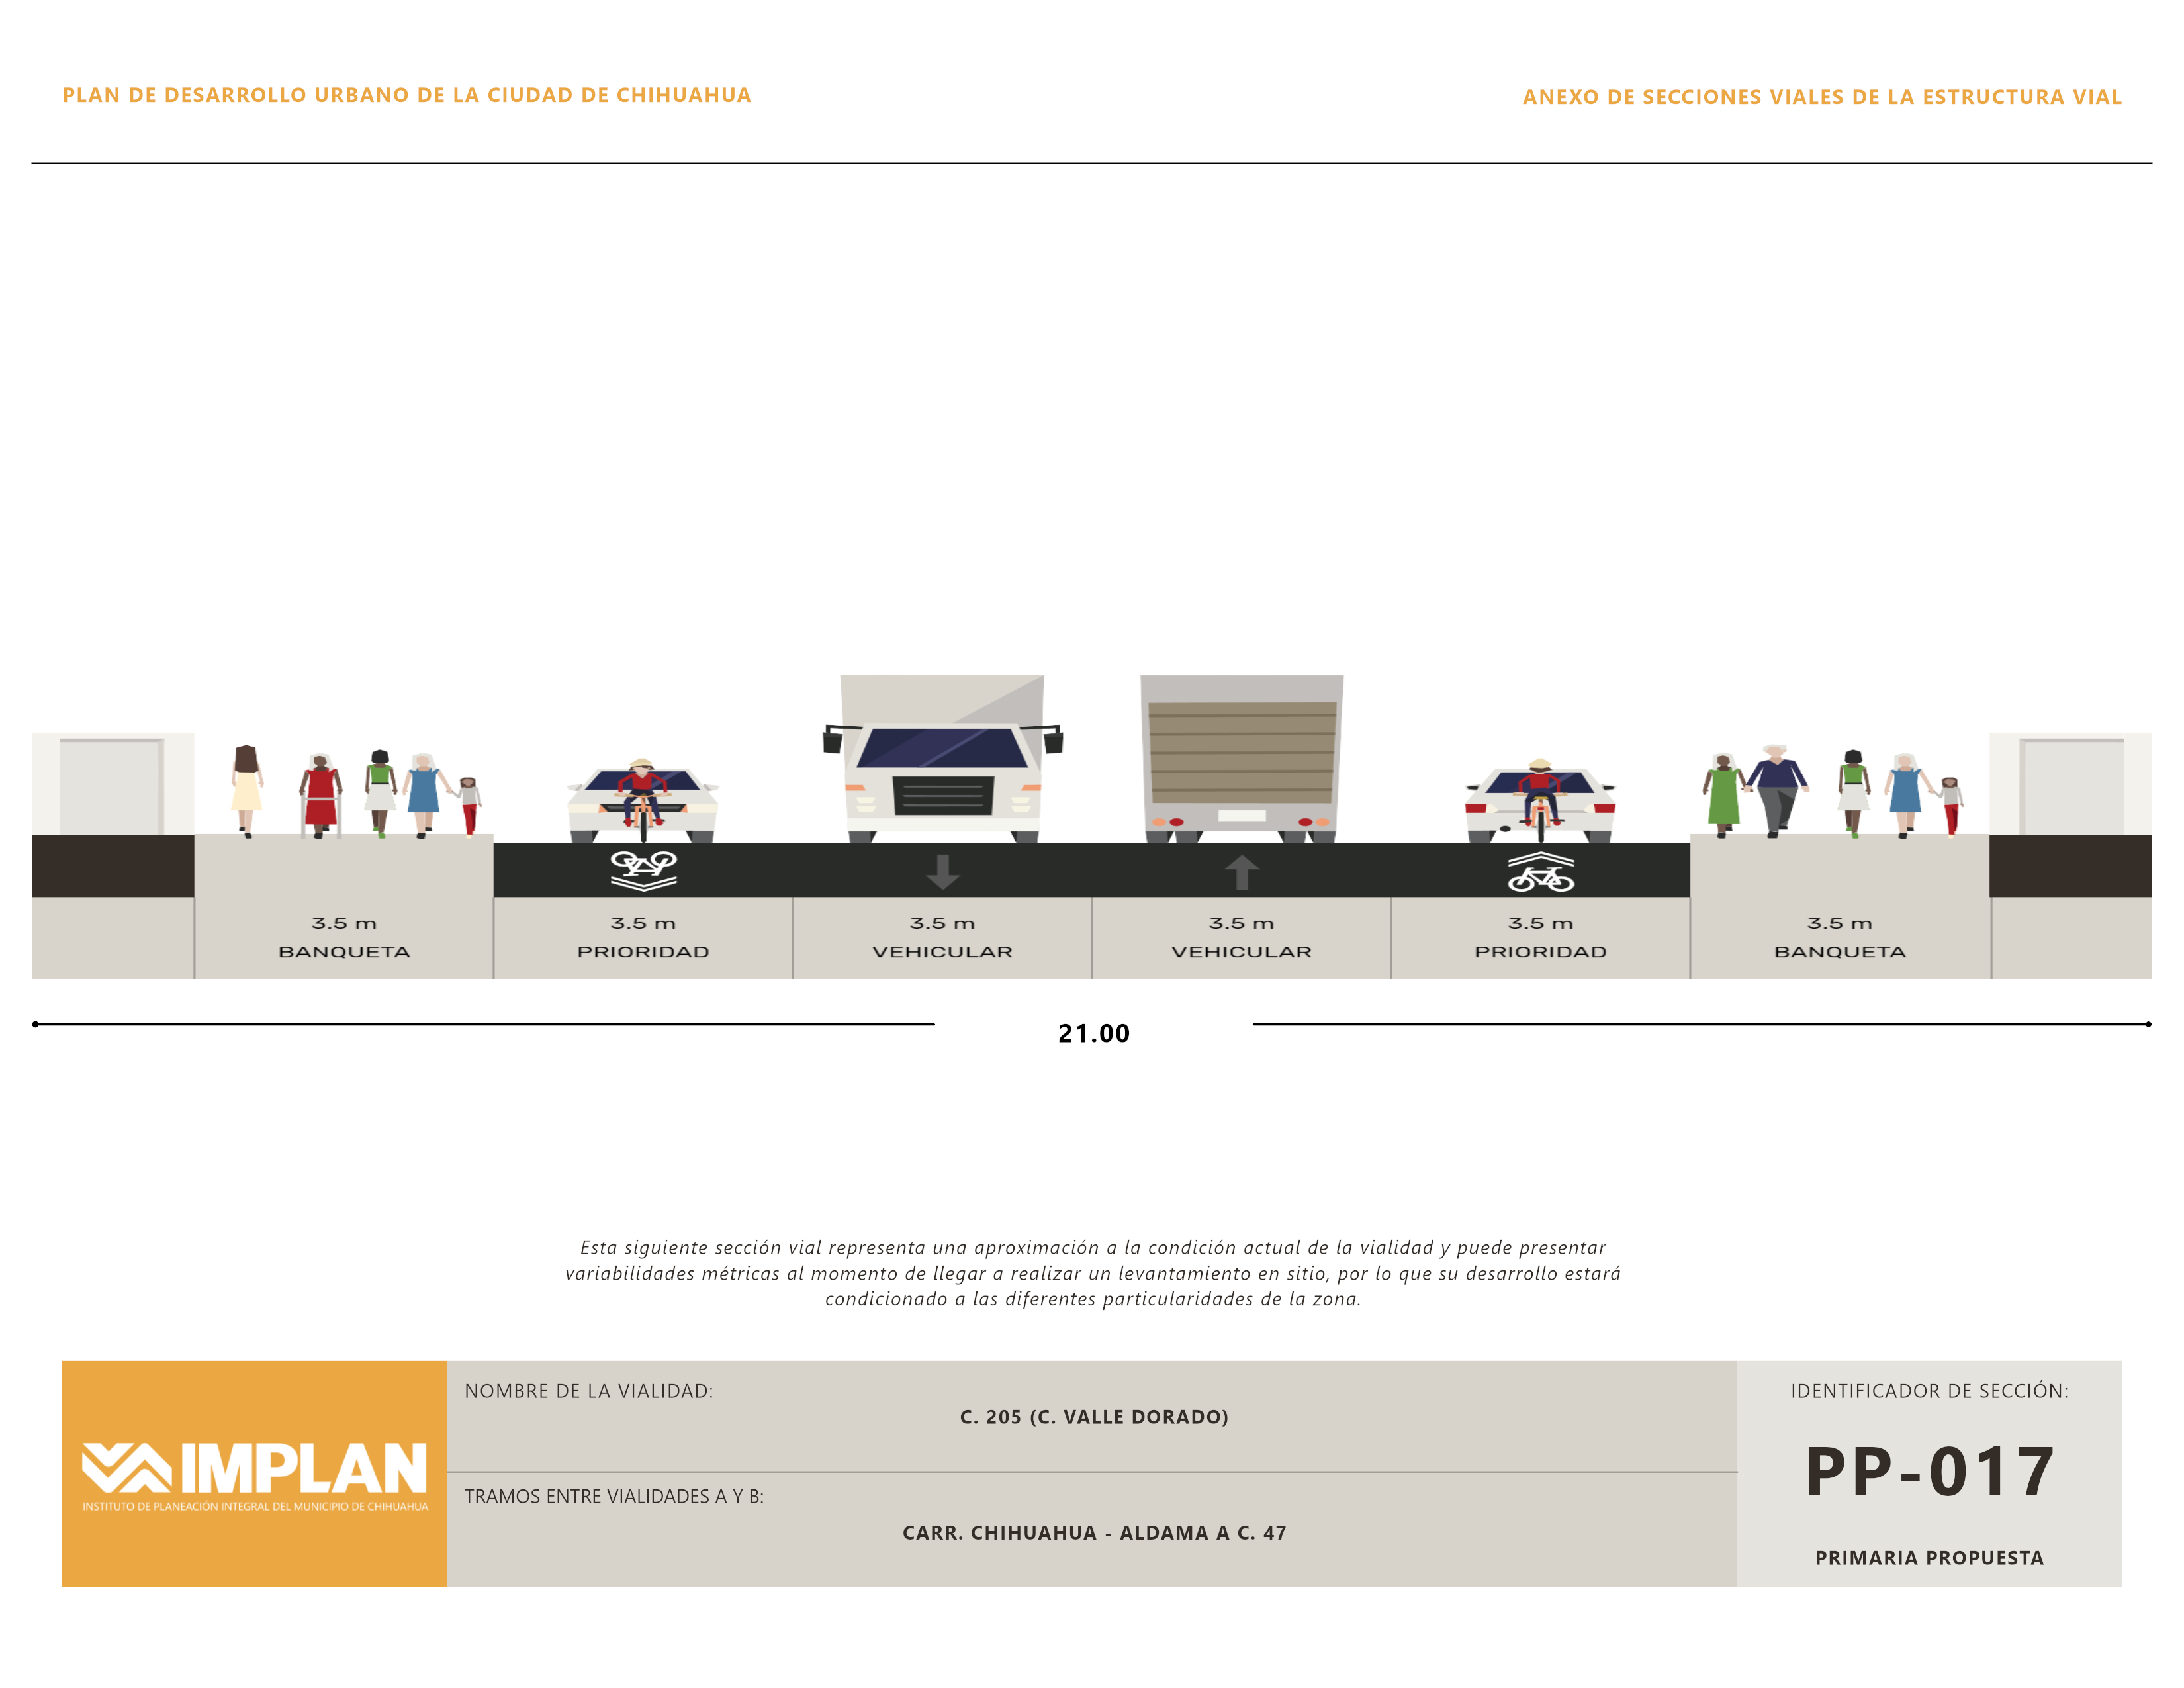 PLAN DE DESARROLLO URBANO DE LA CIUDAD DE CHIHUAHUA
ANEXO DE SECCIONES VIALES DE LA ESTRUCTURA VIAL
3.5 m
BANQUETA
3.5 m
PRIORIDAD
3.5 m
VEHICULAR
3.5 m
VEHICULAR
3.5 m
PRIORIDAD
3.5 m
BANQUETA
21.00
Esta siguiente sección vial representa una aproximación a la condición actual de la vialidad y puede presentar
variabilidades métricas al momento de llegar a realizar un levantamiento en sitio, por lo que su desarrollo estará
condicionado a las diferentes particularidades de la zona.
IMPLAN
INSTITUTO DE PLANEACIÓN INTEGRAL DEL MUNICIPIO DE CHIHUAHUA
NOMBRE DE LA VIALIDAD:
C. 205 (C. VALLE DORADO)
TRAMOS ENTRE VIALIDADES A Y B:
CARR. CHIHUAHUA - ALDAMA A C. 47
IDENTIFICADOR DE SECCIÓN:
PP-017
PRIMARIA PROPUESTA